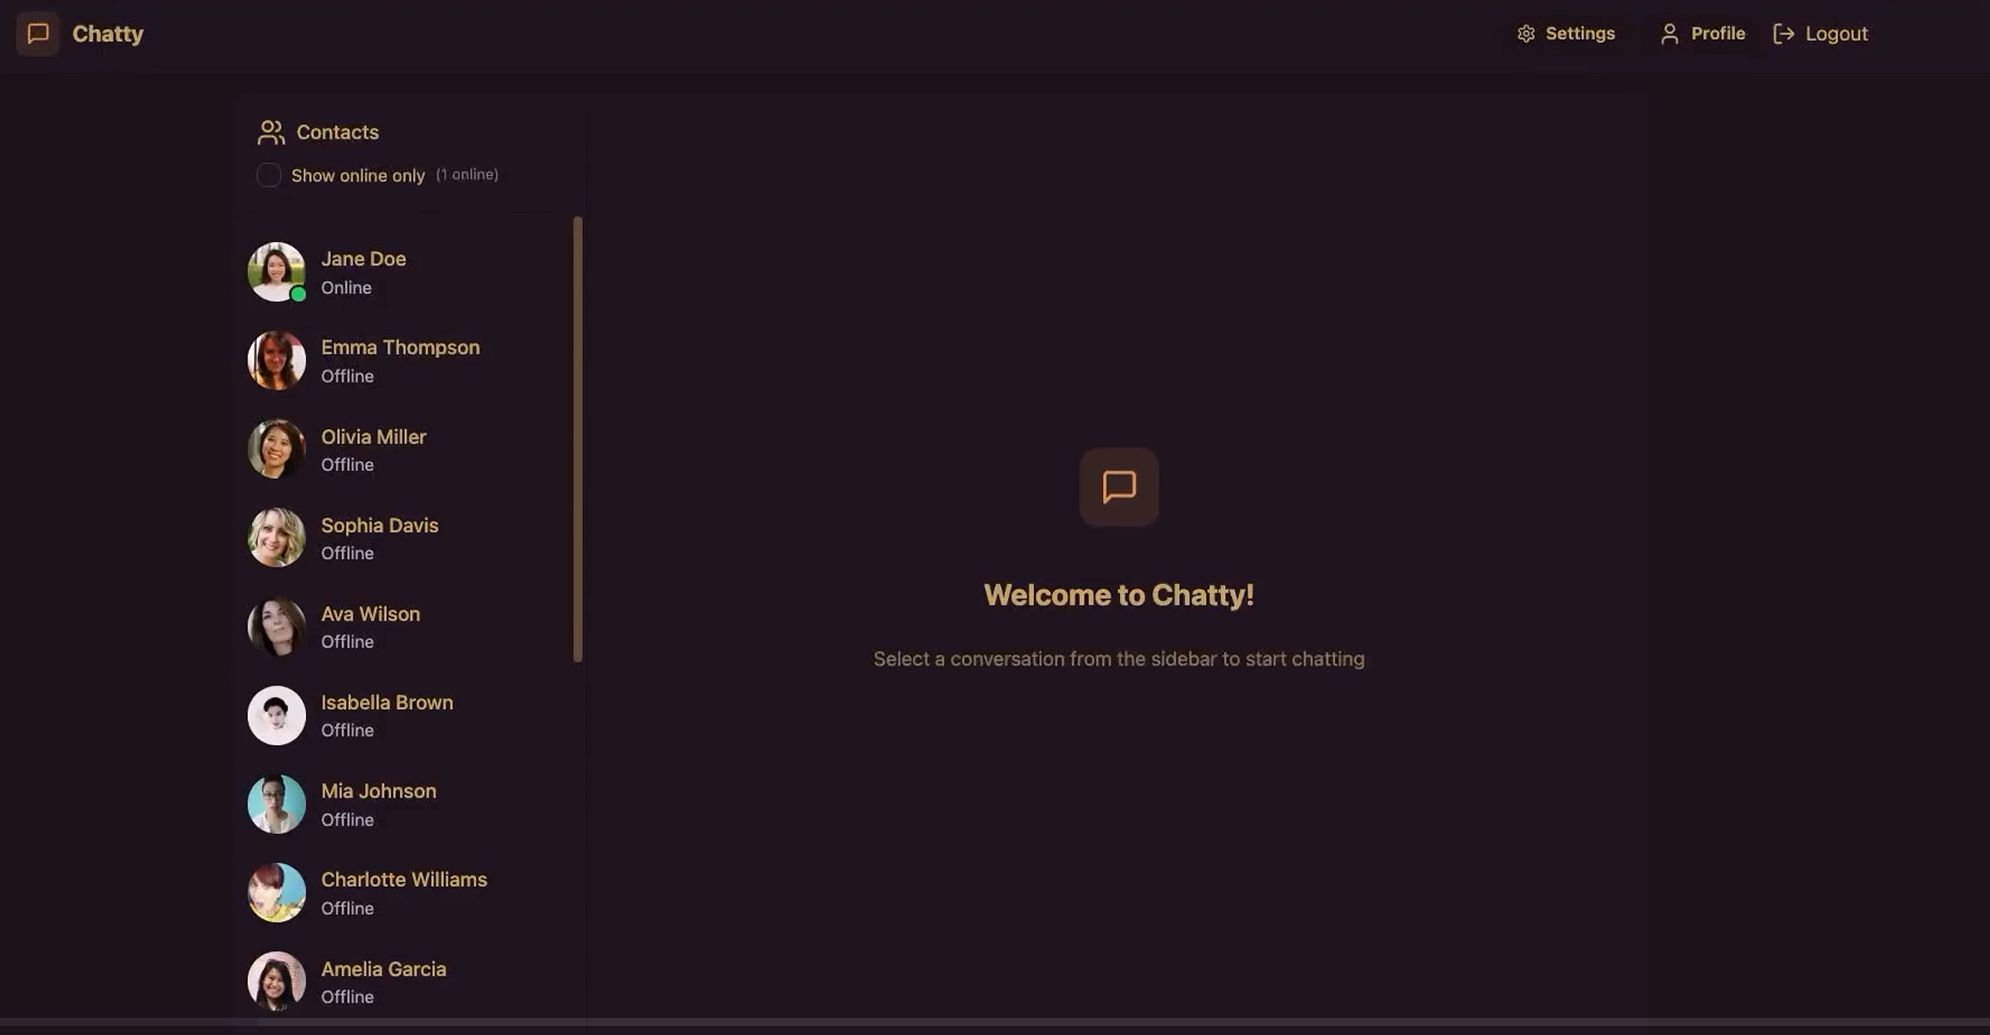 Chatty
Settings
Profile
Logout
Contacts
Show online only (1 online)
Jane Doe
Online
Emma Thompson
Offline
Olivia Miller
Offline
Sophia Davis
Offline
Ava Wilson
Offline
Isabella Brown
Offline
Mia Johnson
Offline
Charlotte Williams
Offline
Amelia Garcia
Offline
Welcome to Chatty!
Select a conversation from the sidebar to start chatting